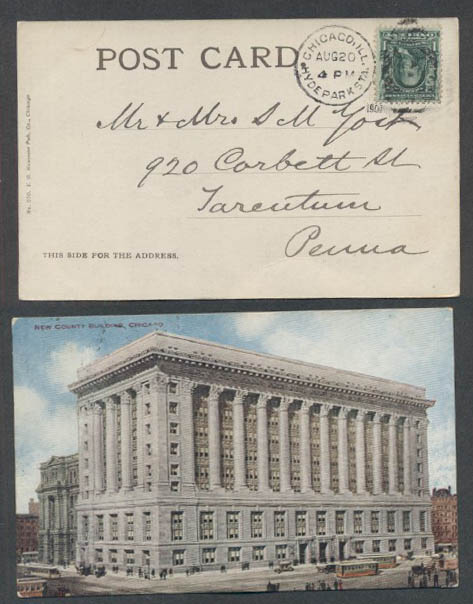 POST CARD
CHICAGO, ILL.
AUG 20
4 PM
HYDE PARK STA.
1907
Mr & Mrs S M Yost
920 Corbett St
Tarentum
Penna
THIS SIDE FOR THE ADDRESS.
NEW COUNTY BUILDING, CHICAGO